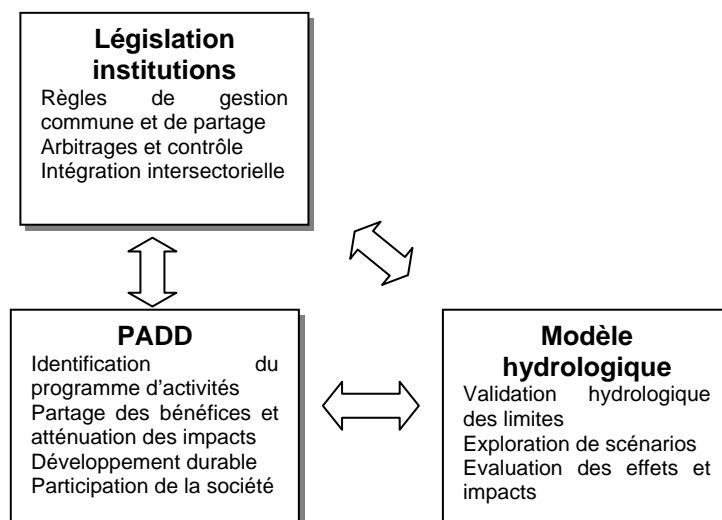 Législation
institutions
Règles de gestion
commune et de partage
Arbitrages et contrôle
Intégration intersectorielle
PADD
Identification du
programme d’activités
Partage des bénéfices et
atténuation des impacts
Développement durable
Participation de la société
Modèle
hydrologique
Validation hydrologique
des limites
Exploration de scénarios
Evaluation des effets et
impacts